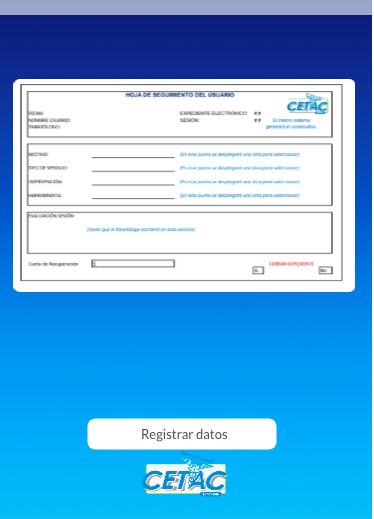 HOJA DE SEGUIMIENTO DEL USUARIO
CETAC
FECHA:
EXPEDIENTE ELECTRÓNICO: ##
NOMBRE USUARIO:
SESIÓN: ##
El mismo sistema
TANATÓLOGO:
generará el consecutivo.
MOTIVO: (En este punto se desplegará una lista para seleccionar)
TIPO DE SERVICIO: (En este punto se desplegará una lista para seleccionar)
INTERVENCIÓN: (En este punto se desplegará una lista para seleccionar)
HERRAMIENTA: (En este punto se desplegará una lista para seleccionar)
EVALUACIÓN SESIÓN:
(Texto que el tanatólogo escribirá en esta sección)
Cuota de Recuperación $
CERRAR EXPEDIENTE
Si No
Registrar datos
CETAC